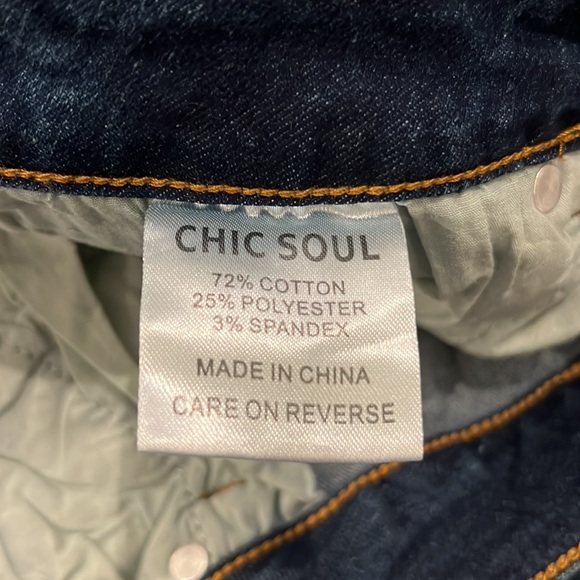 CHIC SOUL
72% COTTON
25% POLYESTER
3% SPANDEX
MADE IN CHINA
CARE ON REVERSE